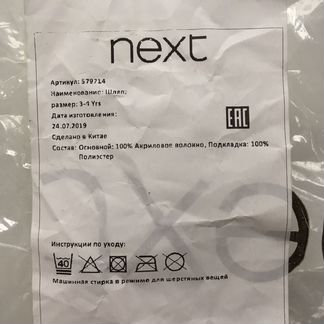 next
Артикул: 579714
Наименование: Шляп;
размер: 3-4 Yrs
Дата изготовления:
24.07.2019
Сделано в Китае
Состав: Основной: 100% Акриловое волокно, Подкладка: 100%
Полиэстер
EAC
Инструкции по уходу:
40
Машинная стирка в режиме для шерстяных вещей